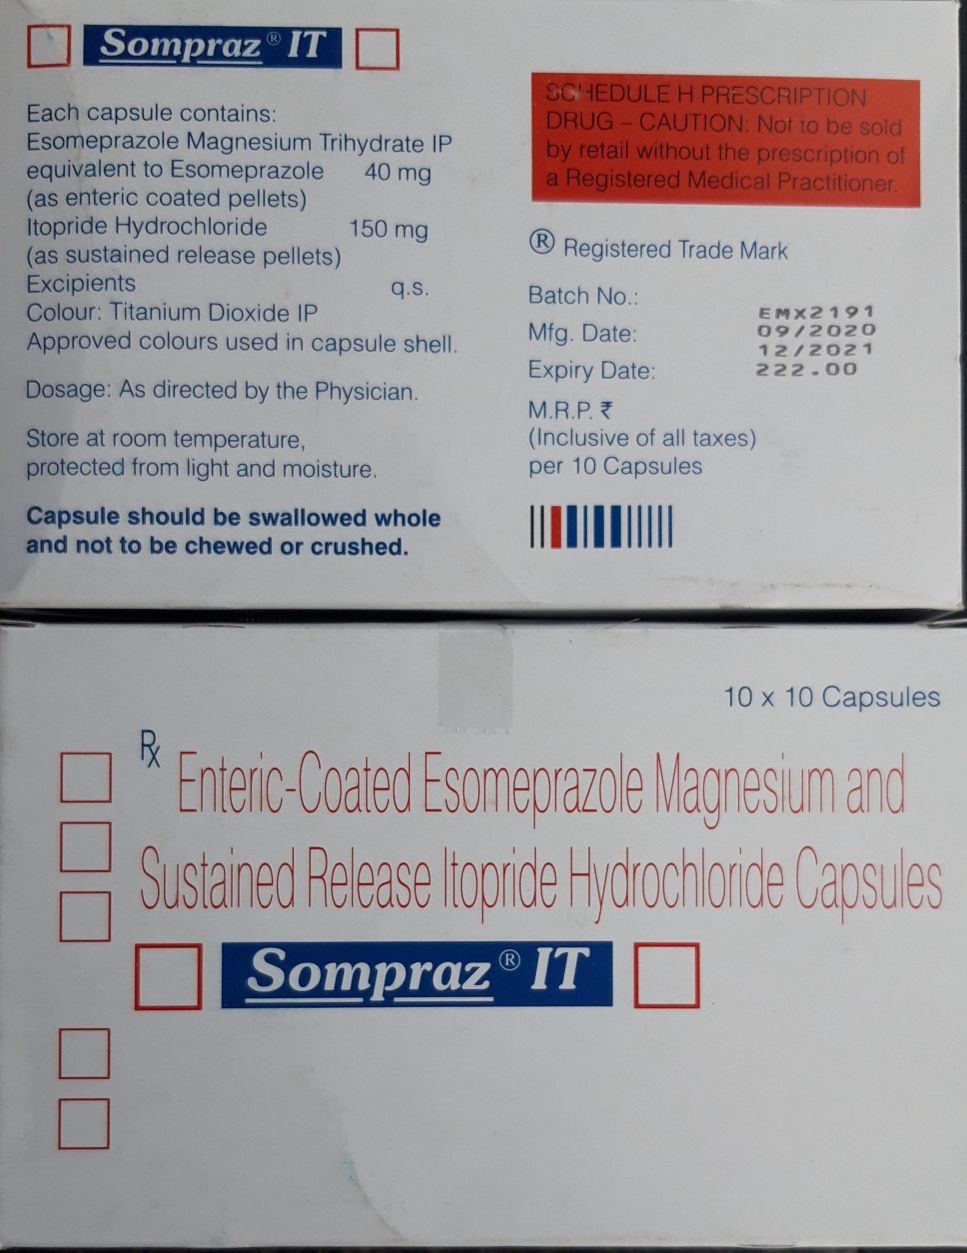 Sompraz® IT
Each capsule contains:
Esomeprazole Magnesium Trihydrate IP
equivalent to Esomeprazole 40 mg
(as enteric coated pellets)
Itopride Hydrochloride 150 mg
(as sustained release pellets)
Excipients q.s.
Colour: Titanium Dioxide IP
Approved colours used in capsule shell.
Dosage: As directed by the Physician.
Store at room temperature,
protected from light and moisture.
Capsule should be swallowed whole
and not to be chewed or crushed.
SCHEDULE H PRESCRIPTION
DRUG – CAUTION: Not to be sold
by retail without the prescription of
a Registered Medical Practitioner.
® Registered Trade Mark
Batch No.:
Mfg. Date:
Expiry Date:
M.R.P. ₹
(Inclusive of all taxes)
per 10 Capsules
EMX2191
09/2020
12/2021
222.00
10 x 10 Capsules
Rx Enteric-Coated Esomeprazole Magnesium and
Sustained Release Itopride Hydrochloride Capsules
Sompraz® IT